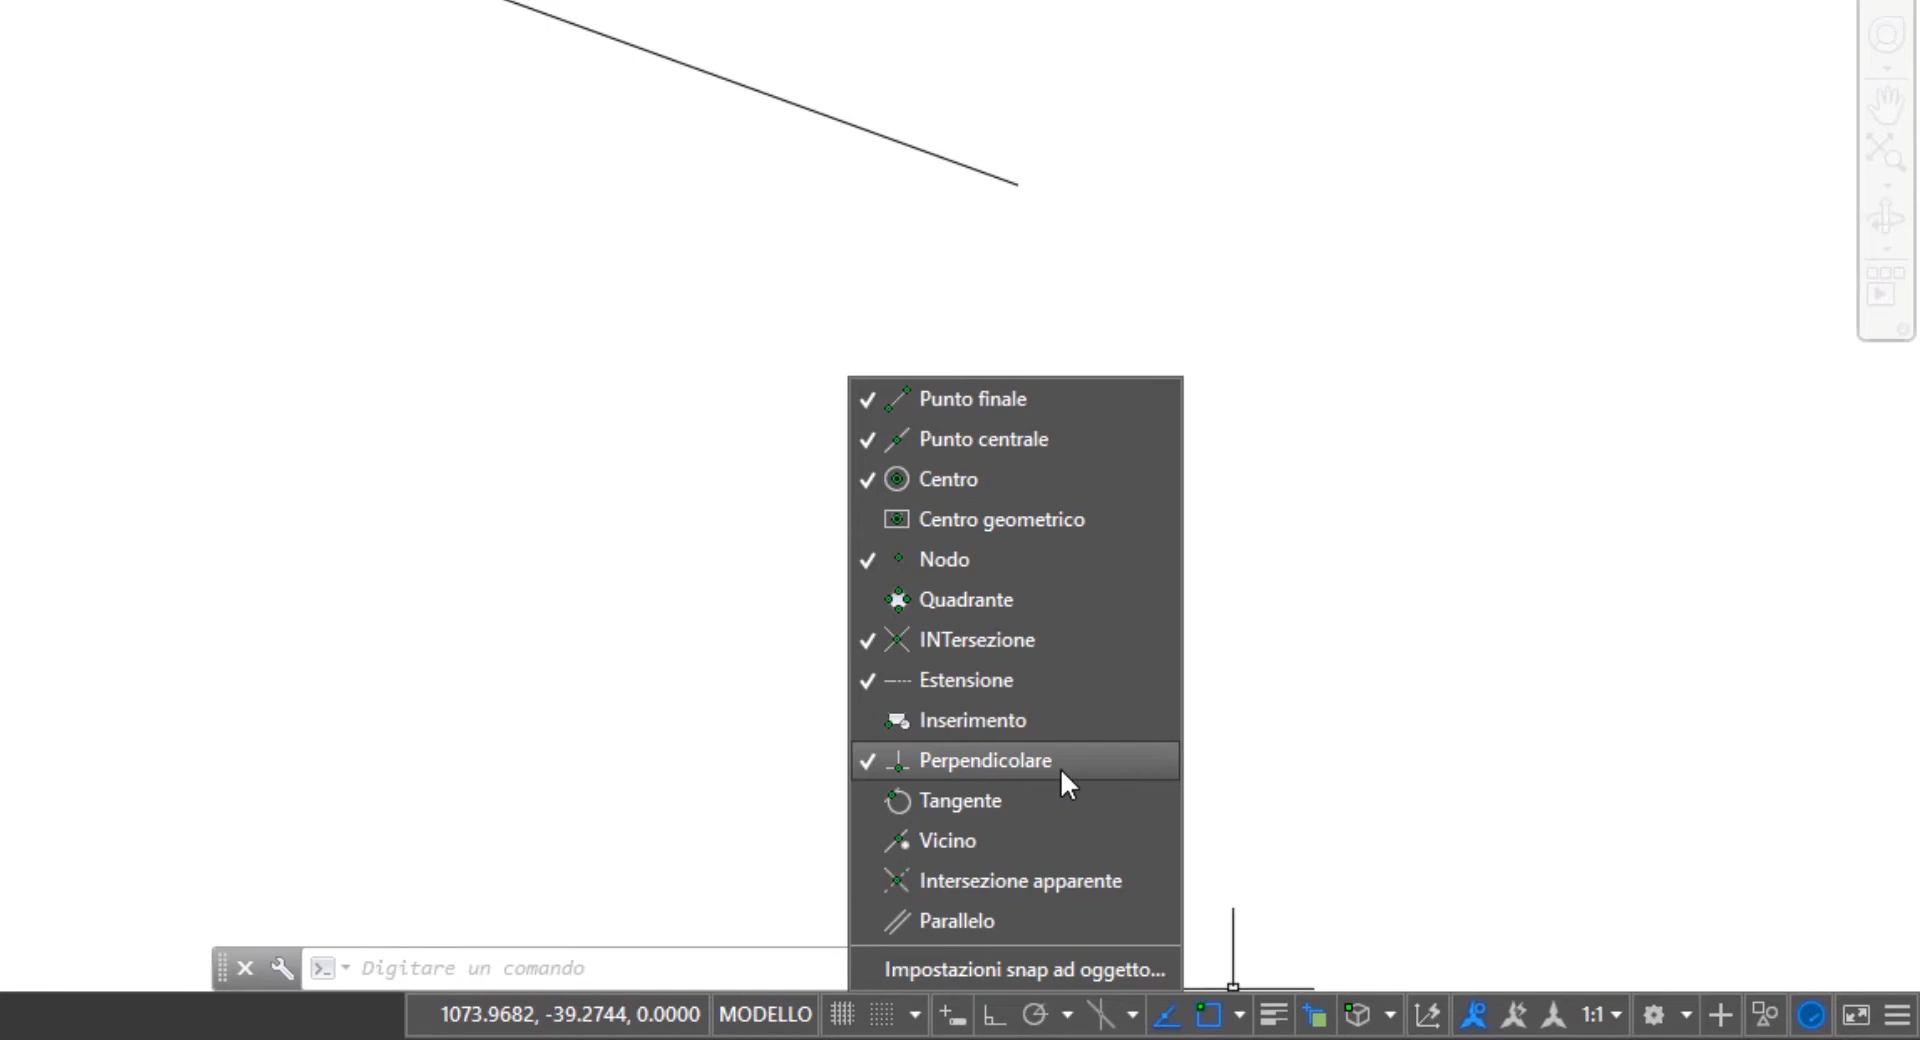 Punto finale
Punto centrale
Centro
Centro geometrico
Nodo
Quadrante
INTersezione
Estensione
Inserimento
Perpendicolare
Tangente
Vicino
Intersezione apparente
Parallelo
Impostazioni snap ad oggetto...
Digitare un comando
1073.9682, -39.2744, 0.0000 MODELLO 1:1